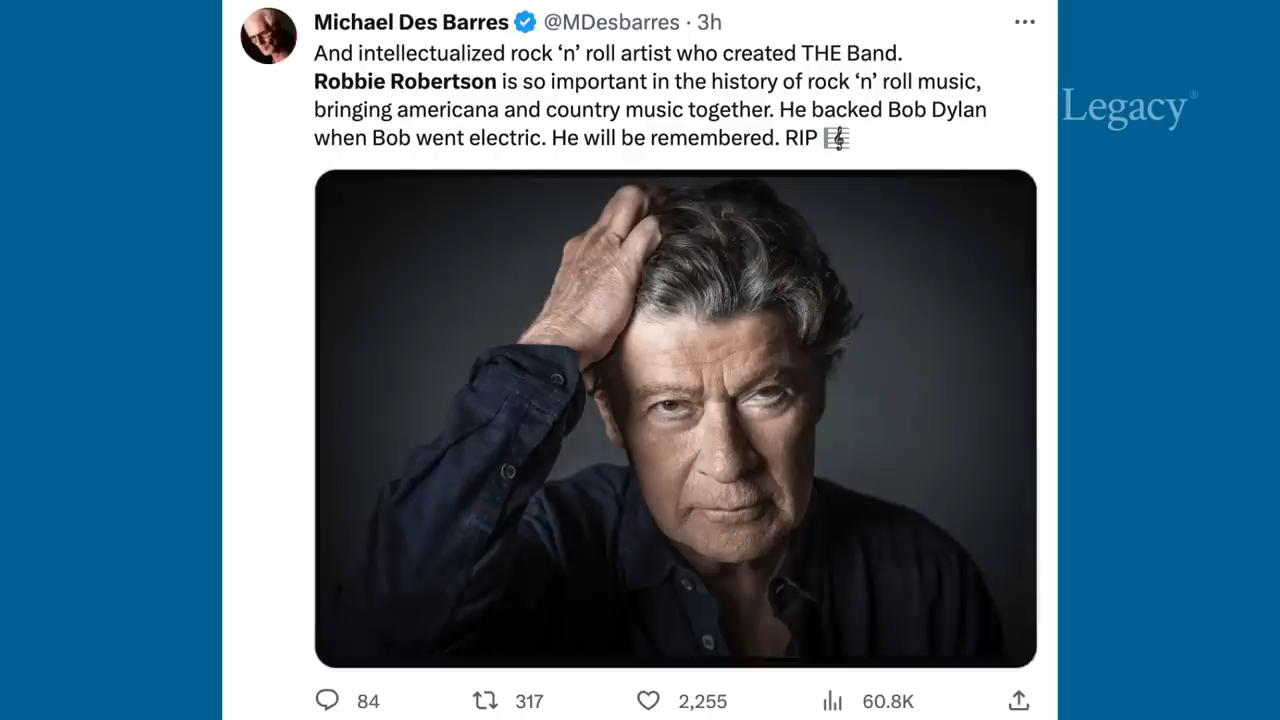 Michael Des Barres @MDesbarres · 3h
And intellectualized rock ‘n’ roll artist who created THE Band.
Robbie Robertson is so important in the history of rock ‘n’ roll music,
bringing americana and country music together. He backed Bob Dylan
when Bob went electric. He will be remembered. RIP 🎼
Legacy®
84 317 2,255 60.8K